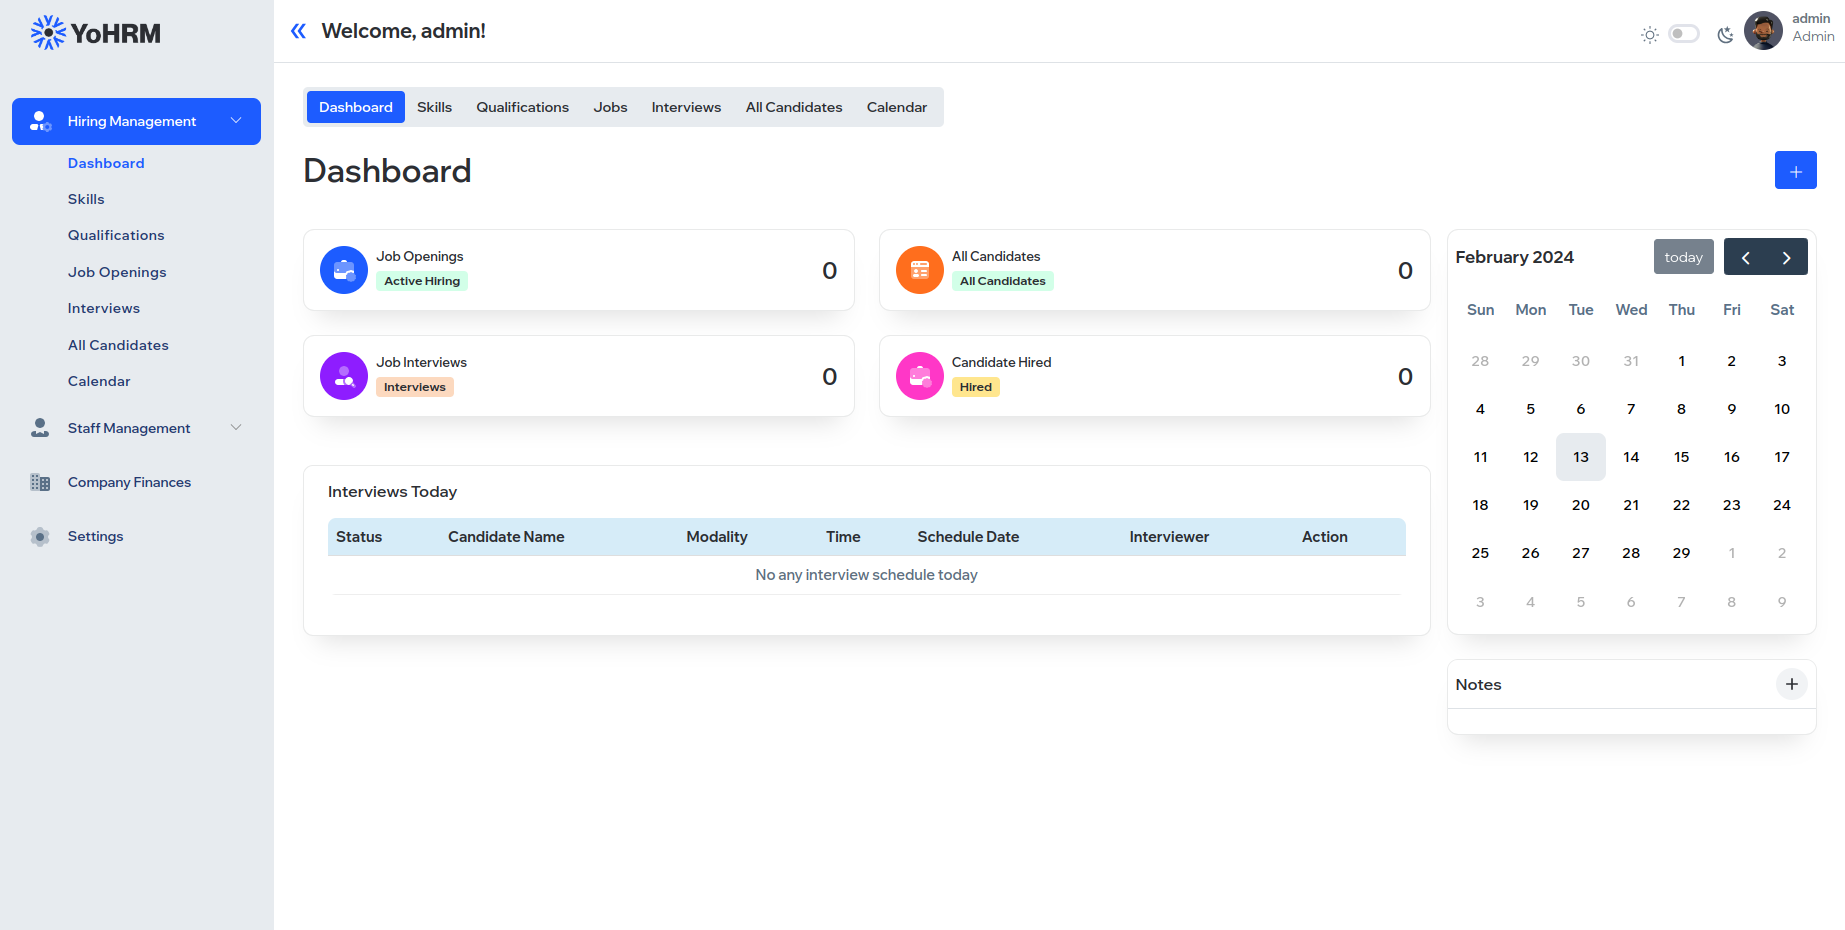 YoHRM
Welcome, admin!
admin
Admin
Hiring Management
Dashboard
Skills
Qualifications
Job Openings
Interviews
All Candidates
Calendar
Staff Management
Company Finances
Settings
Dashboard Skills Qualifications Jobs Interviews All Candidates Calendar
Dashboard
+
Job Openings
Active Hiring
0
All Candidates
All Candidates
0
Job Interviews
Interviews
0
Candidate Hired
Hired
0
Interviews Today
Status Candidate Name Modality Time Schedule Date Interviewer Action
No any interview schedule today
February 2024 today
Sun Mon Tue Wed Thu Fri Sat
28 29 30 31 1 2 3
4 5 6 7 8 9 10
11 12 13 14 15 16 17
18 19 20 21 22 23 24
25 26 27 28 29 1 2
3 4 5 6 7 8 9
Notes +